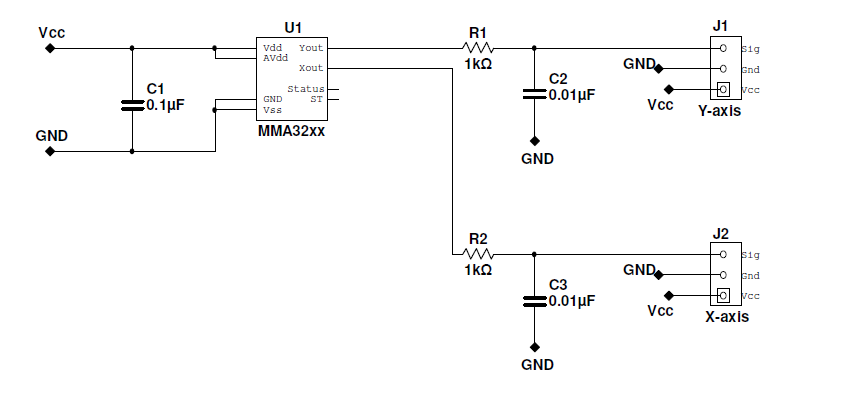 Vcc
U1
Vdd
AVdd
GND
Vss
Yout
Xout
Status
ST
MMA32xx
C1
0.1µF
GND
R1
1kΩ
C2
0.01µF
GND
J1
Sig
Gnd
Vcc
GND
Vcc
Y-axis
R2
1kΩ
C3
0.01µF
GND
J2
Sig
Gnd
Vcc
GND
Vcc
X-axis